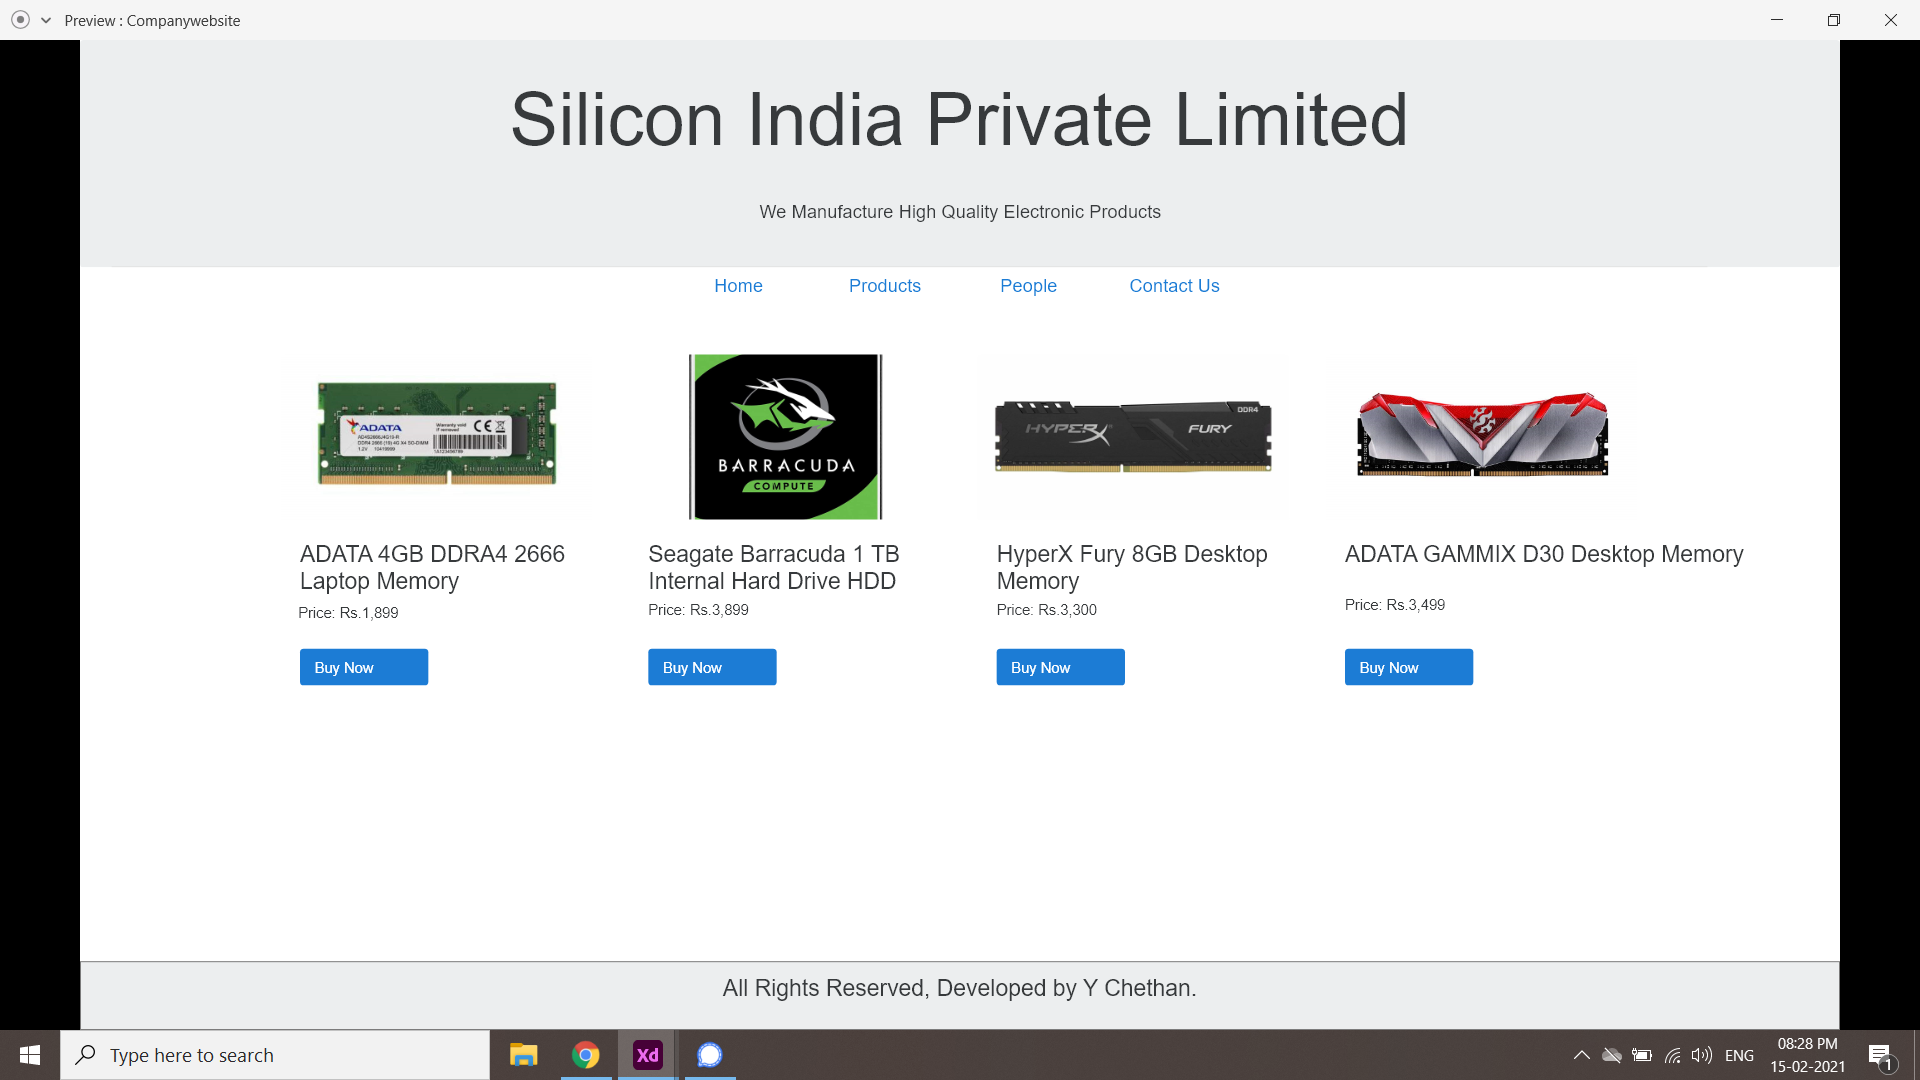 Preview : Companywebsite
Silicon India Private Limited
We Manufacture High Quality Electronic Products
Home Products People Contact Us
ADATA
Warranty void
if removed
DDR4
HYPERX FURY
BARRACUDA
COMPUTE
ADATA 4GB DDRA4 2666
Laptop Memory
Price: Rs.1,899
Buy Now
Seagate Barracuda 1 TB
Internal Hard Drive HDD
Price: Rs.3,899
Buy Now
HyperX Fury 8GB Desktop
Memory
Price: Rs.3,300
Buy Now
ADATA GAMMIX D30 Desktop Memory
Price: Rs.3,499
Buy Now
All Rights Reserved, Developed by Y Chethan.
Type here to search
Xd
ENG
08:28 PM
15-02-2021
1